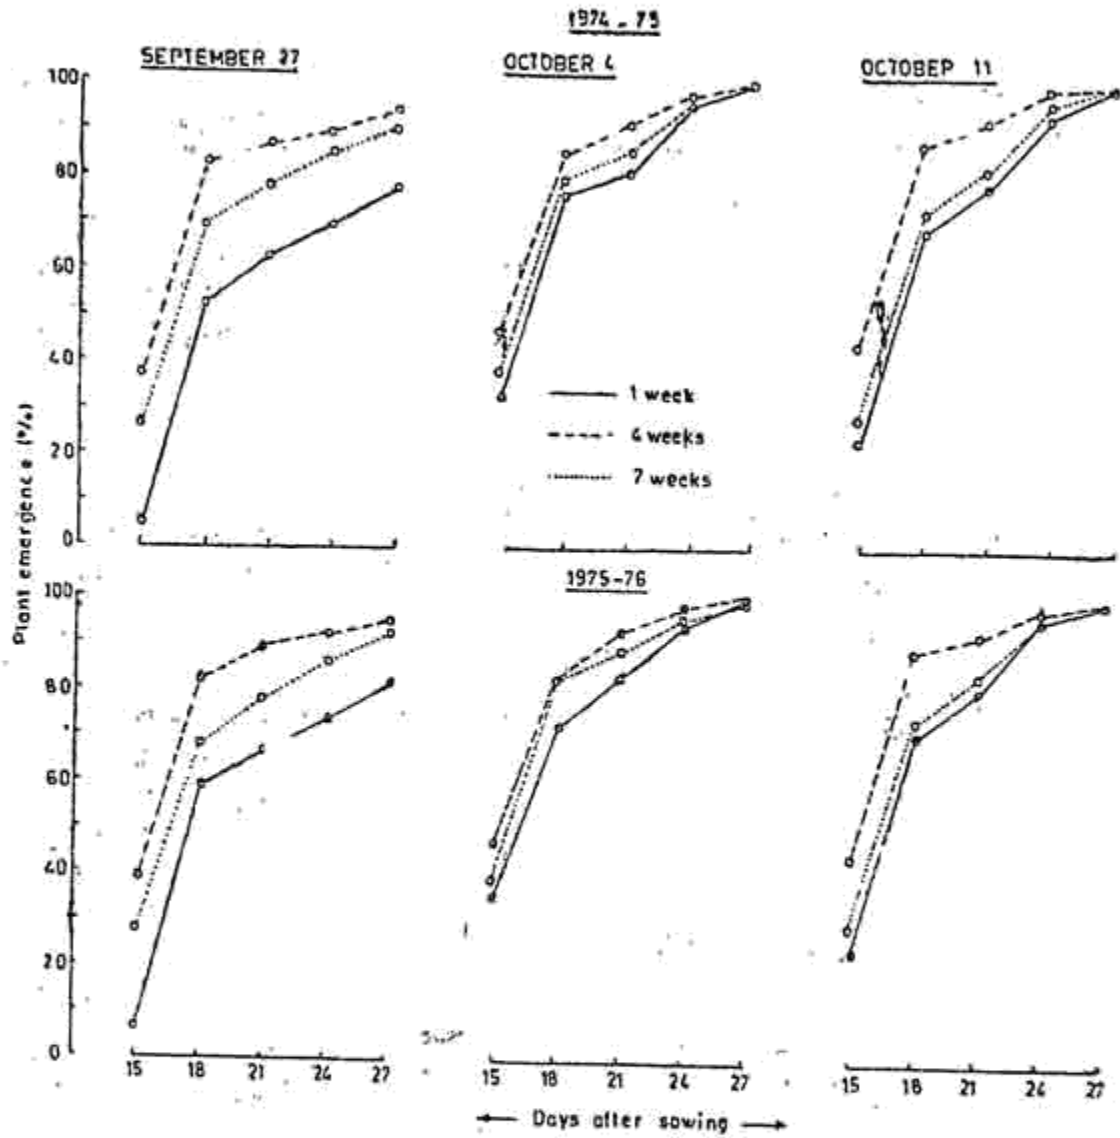 1974-75
SEPTEMBER 27
OCTOBER 4
OCTOBER 11
100
80
60
40
20
0
Plant emergence (%)
1 week
4 weeks
7 weeks
1975-76
100
80
60
40
20
0
15 18 21 24 27
15 18 21 24 27
15 18 21 24 27
Days after sowing